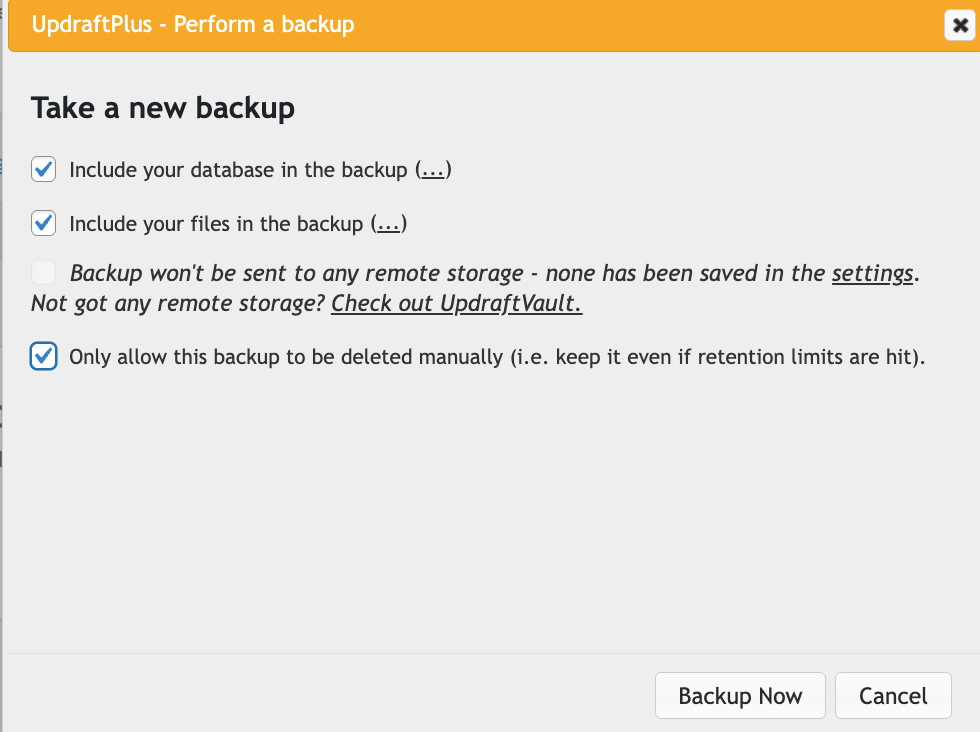 UpdraftPlus - Perform a backup
Take a new backup
Include your database in the backup (...)
Include your files in the backup (...)
Backup won't be sent to any remote storage - none has been saved in the settings.
Not got any remote storage? Check out UpdraftVault.
Only allow this backup to be deleted manually (i.e. keep it even if retention limits are hit).
Backup Now
Cancel